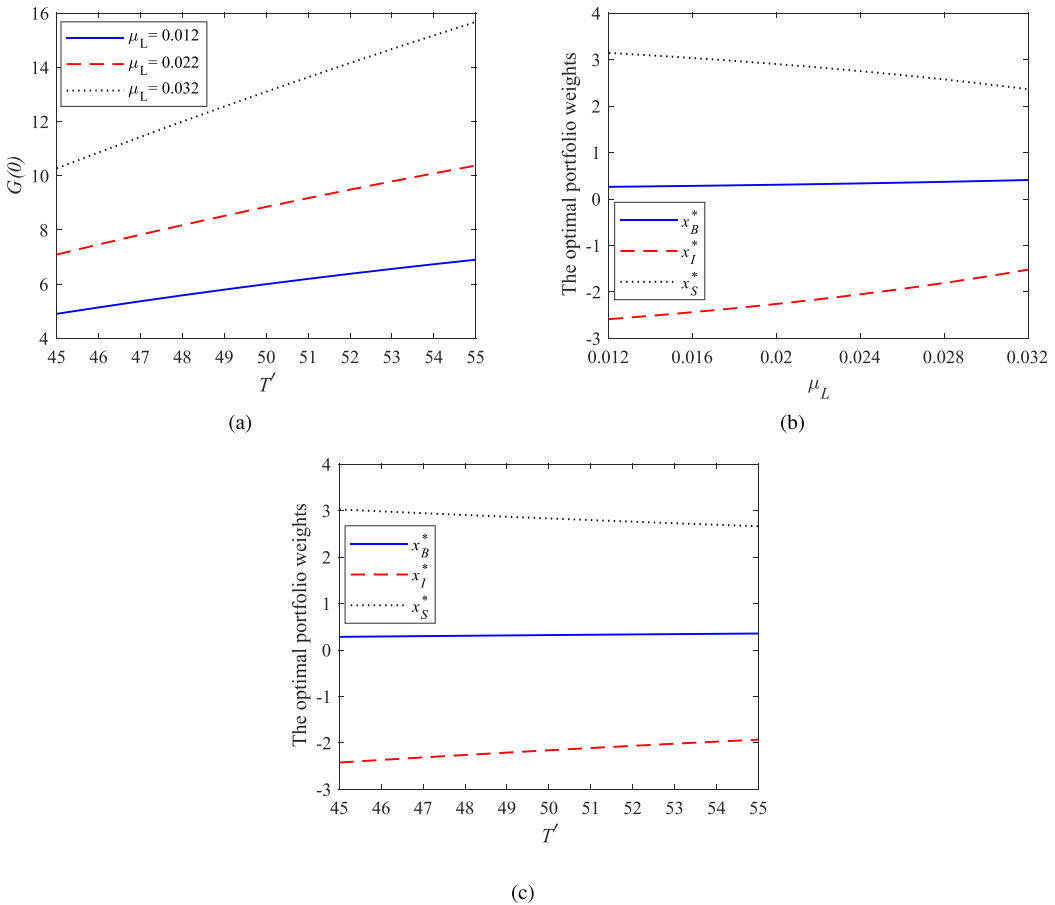 16
14
12
10
8
6
4
G(0)
μL = 0.012
μL = 0.022
μL = 0.032
45 46 47 48 49 50 51 52 53 54 55
T′
(a)
4
3
2
1
0
-1
-2
-3
The optimal portfolio weights
x*B
x*I
x*S
0.012 0.016 0.02 0.024 0.028 0.032
μL
(b)
4
3
2
1
0
-1
-2
-3
The optimal portfolio weights
x*B
x*I
x*S
45 46 47 48 49 50 51 52 53 54 55
T′
(c)